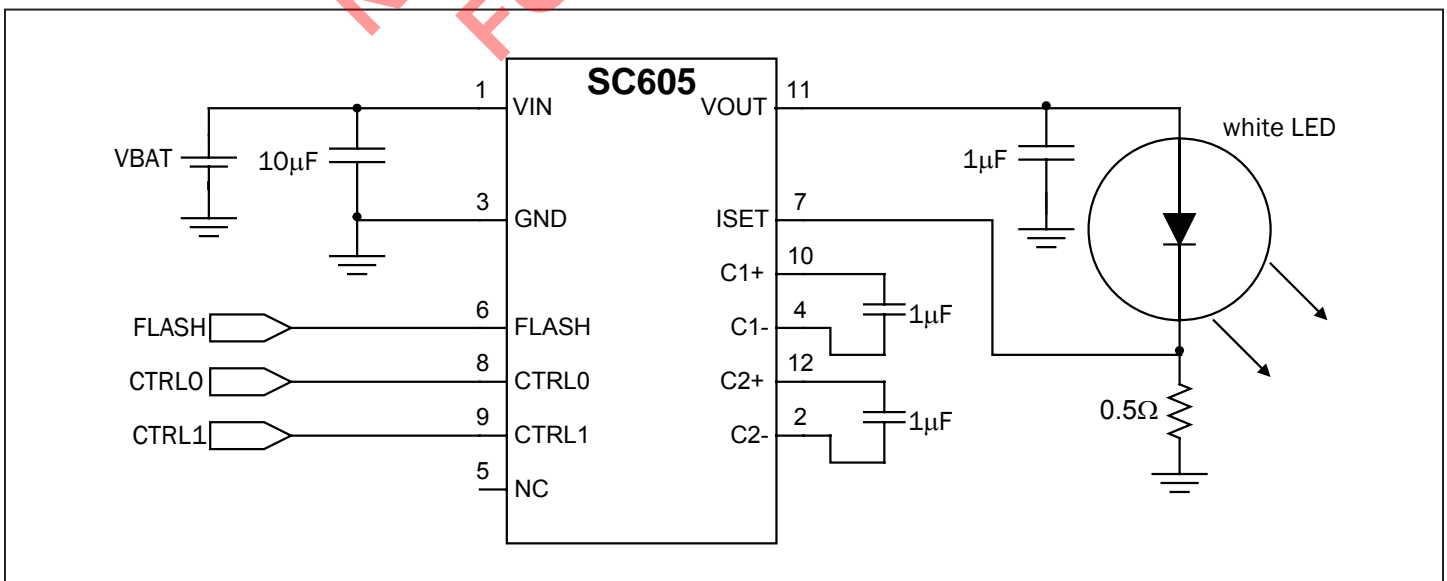 SC605
1
VIN
VOUT
11
white LED
VBAT
10μF
1μF
3
GND
ISET
7
C1+
10
1μF
FLASH
6
FLASH
C1-
4
CTRL0
8
CTRL0
C2+
12
0.5Ω
CTRL1
9
CTRL1
C2-
2
1μF
5
NC